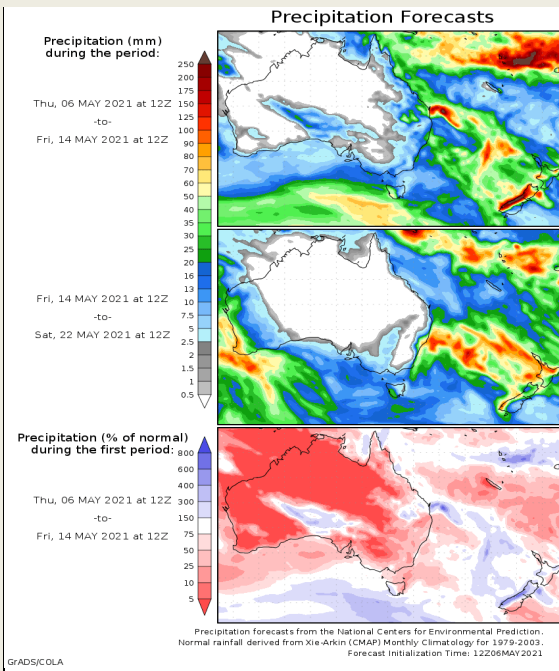 Precipitation Forecasts
Precipitation (mm)
during the period:
Thu, 06 MAY 2021 at 12Z
-to-
Fri, 14 MAY 2021 at 12Z
250
200
175
150
125
100
90
80
70
60
50
40
35
30
25
20
16
13
10
7.5
5
2.5
2
1.5
1
0.5
Fri, 14 MAY 2021 at 12Z
-to-
Sat, 22 MAY 2021 at 12Z
Precipitation (% of normal)
during the first period:
Thu, 06 MAY 2021 at 12Z
-to-
Fri, 14 MAY 2021 at 12Z
800
600
400
300
150
75
50
25
10
5
Precipitation forecasts from the National Centers for Environmental Prediction.
Normal rainfall derived from Xie-Arkin (CMAP) Monthly Climatology for 1979-2003.
Forecast Initialization Time: 12Z06MAY2021
GrADS/COLA